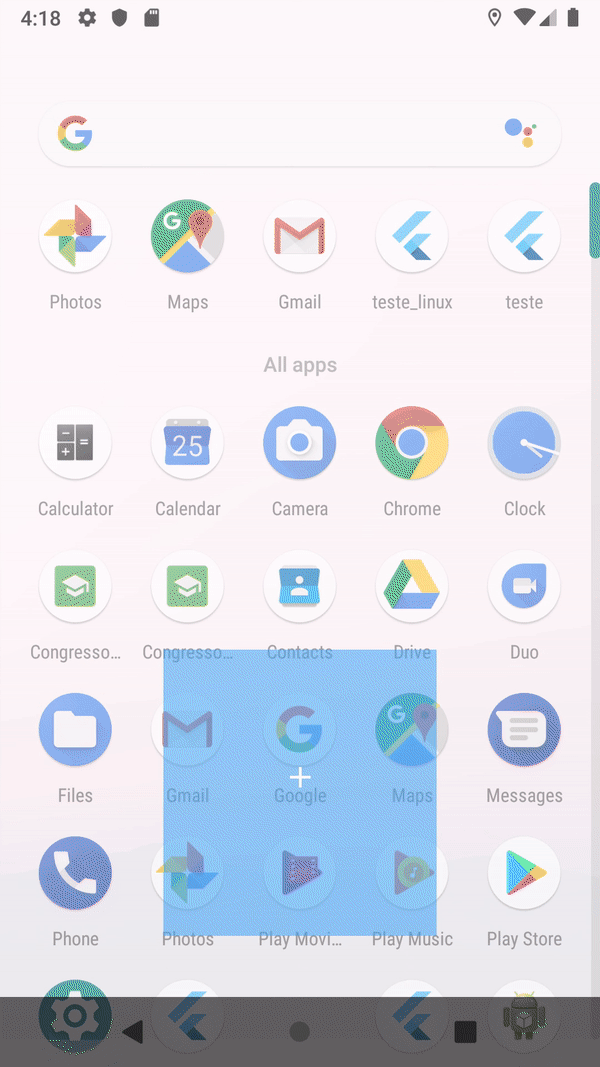 4:18
Photos Maps Gmail teste_linux teste
All apps
Calculator Calendar Camera Chrome Clock
Congresso... Congresso... Contacts Drive Duo
Files Gmail Google Maps Messages
Phone Photos Play Movi... Play Music Play Store
25